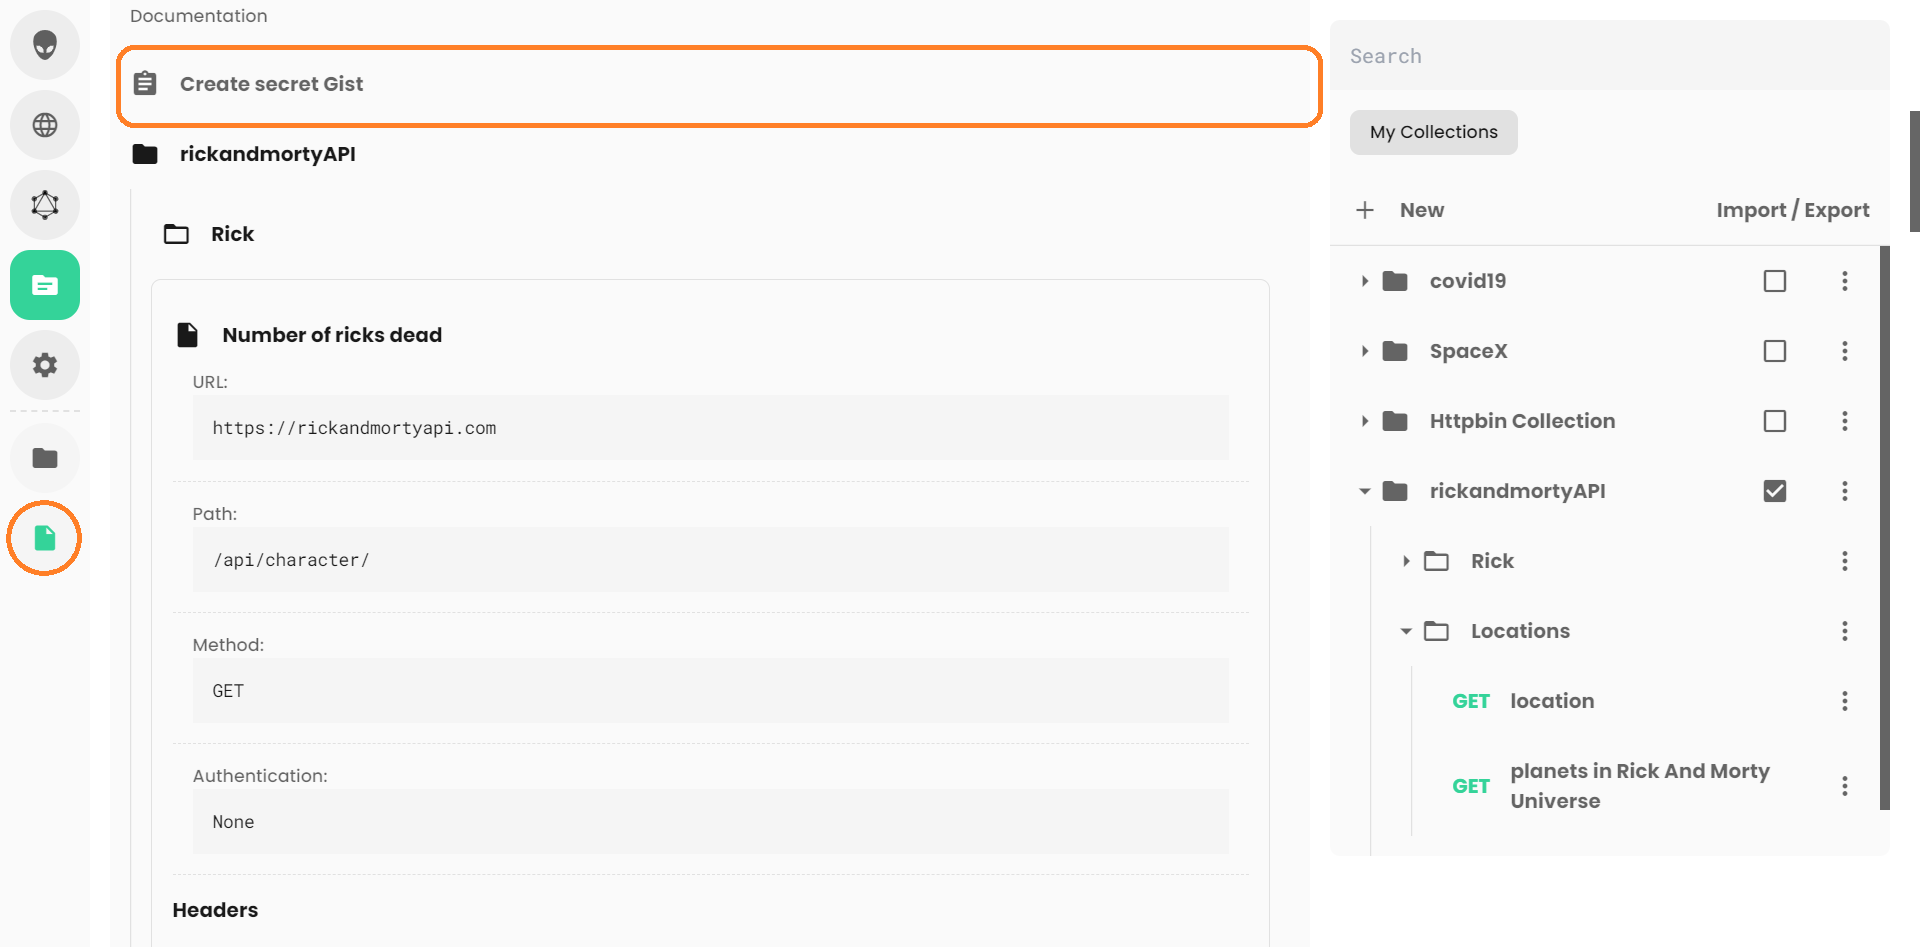 Documentation
Create secret Gist
rickandmortyAPI
Rick
Number of ricks dead
URL:
https://rickandmortyapi.com
Path:
/api/character/
Method:
GET
Authentication:
None
Headers
Search
My Collections
New
Import / Export
covid19
SpaceX
Httpbin Collection
rickandmortyAPI
Rick
Locations
GET location
GET planets in Rick And Morty
Universe